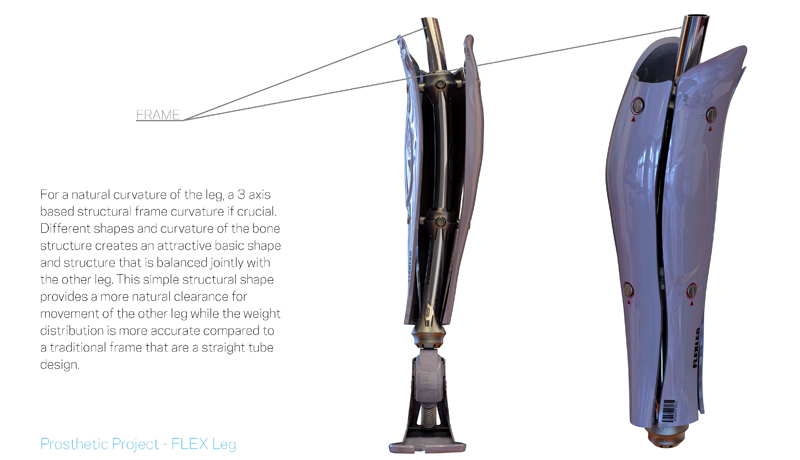 FRAME
For a natural curvature of the leg, a 3 axis
based structural frame curvature if crucial.
Different shapes and curvature of the bone
structure creates an attractive basic shape
and structure that is balanced jointly with
the other leg. This simple structural shape
provides a more natural clearance for
movement of the other leg while the weight
distribution is more accurate compared to
a traditional frame that are a straight tube
design.
FLEXLEG
Prosthetic Project - FLEX Leg